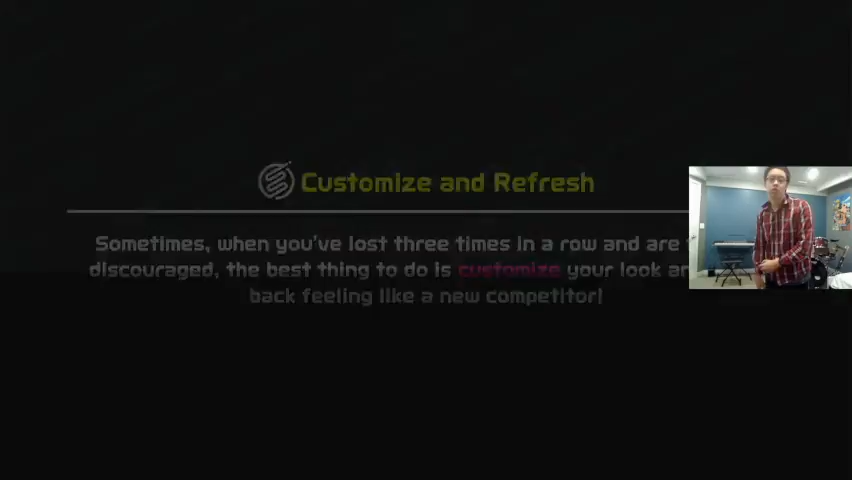 Customize and Refresh
Sometimes, when you've lost three times in a row and are
discouraged, the best thing to do is customize your look
back feeling like a new competitor!